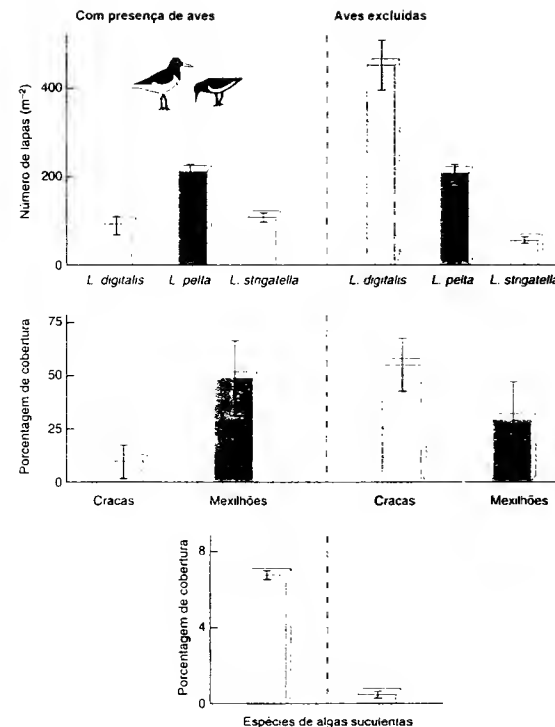 Com presença de aves Aves excluídas
Número de lapas (m⁻²)
400
200
0
L. digitalis L. pelta L. strigatella L. digitalis L. pelta L. strigatella
Porcentagem de cobertura
75
50
25
0
Cracas Mexilhões Cracas Mexilhões
Porcentagem de cobertura
8
4
0
Espécies de algas suculentas